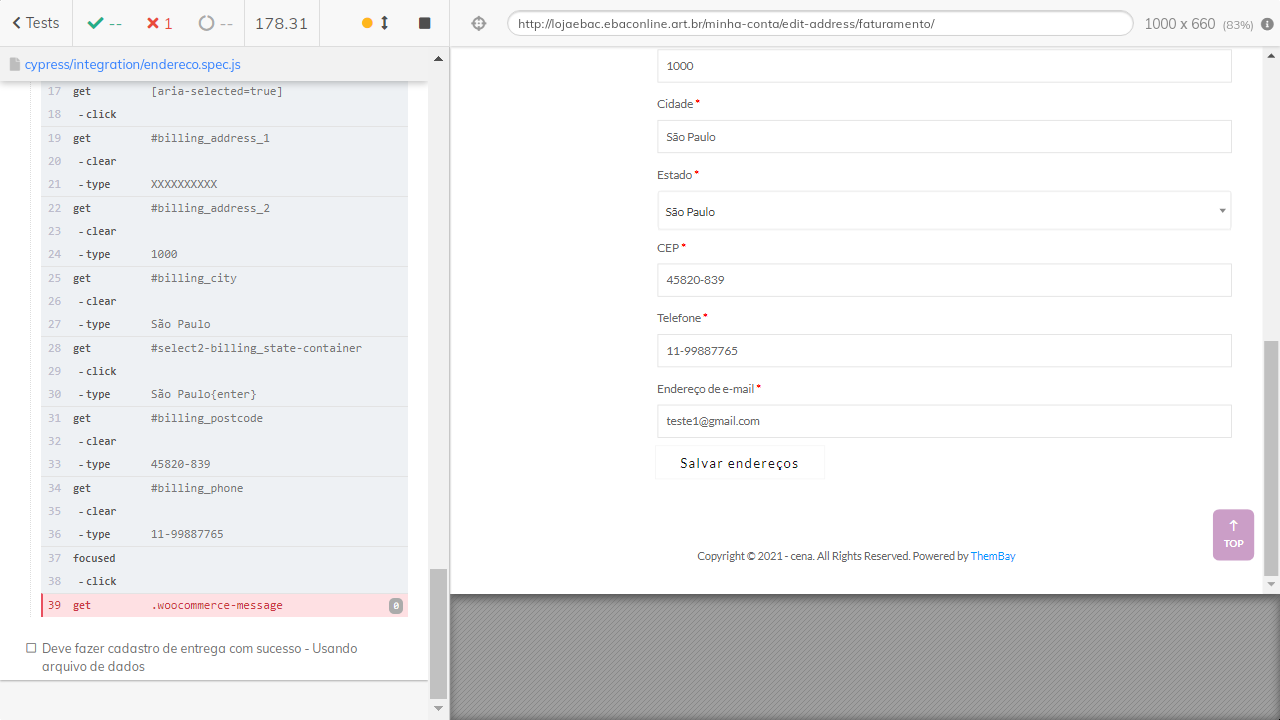 Tests
--
1
--
178.31
http://lojaebac.ebaconline.art.br/minha-conta/edit-address/faturamento/
1000 x 660 (83%)
cypress/integration/endereco.spec.js
17 get [aria-selected=true]
18 - click
19 get #billing_address_1
20 - clear
21 - type XXXXXXXXXX
22 get #billing_address_2
23 - clear
24 - type 1000
25 get #billing_city
26 - clear
27 - type São Paulo
28 get #select2-billing_state-container
29 - click
30 - type São Paulo{enter}
31 get #billing_postcode
32 - clear
33 - type 45820-839
34 get #billing_phone
35 - clear
36 - type 11-99887765
37 focused
38 - click
39 get .woocommerce-message 0
Deve fazer cadastro de entrega com sucesso - Usando
arquivo de dados
1000
Cidade *
São Paulo
Estado *
São Paulo
CEP *
45820-839
Telefone *
11-99887765
Endereço de e-mail *
teste1@gmail.com
Salvar endereços
TOP
Copyright © 2021 - cena. All Rights Reserved. Powered by ThemBay